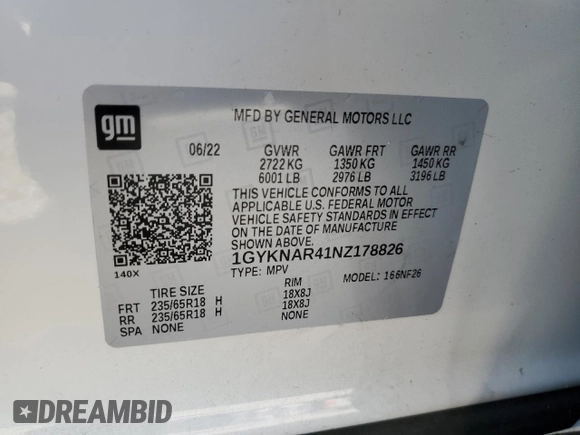 gm
MFD BY GENERAL MOTORS LLC
06/22 GVWR GAWR FRT GAWR RR
2722 KG 1350 KG 1450 KG
6001 LB 2976 LB 3196 LB
THIS VEHICLE CONFORMS TO ALL
APPLICABLE U.S. FEDERAL MOTOR
VEHICLE SAFETY STANDARDS IN EFFECT
ON THE DATE OF MANUFACTURE
SHOWN ABOVE.
140X
1GYKNAR41NZ178826
TYPE: MPV MODEL: 166NF26
TIRE SIZE RIM
FRT 235/65R18 H 18X8J
RR 235/65R18 H 18X8J
SPA NONE NONE
DREAMBID